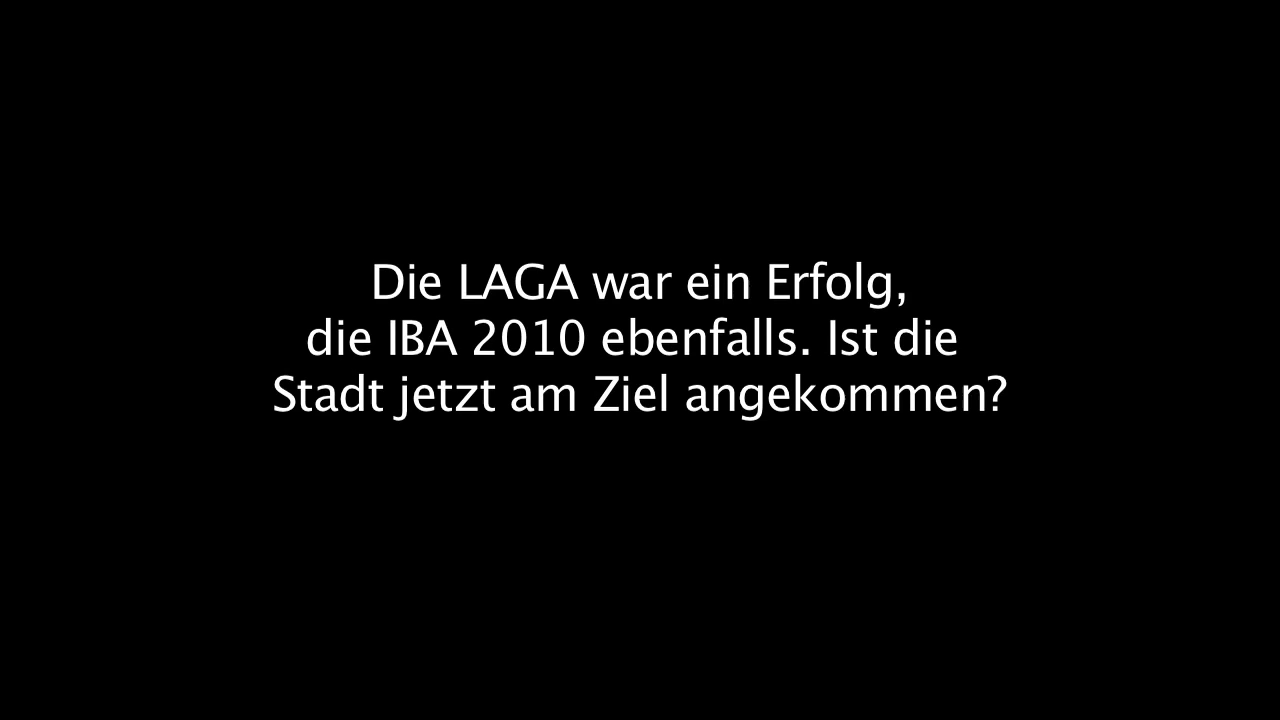 Die LAGA war ein Erfolg,
die IBA 2010 ebenfalls. Ist die
Stadt jetzt am Ziel angekommen?